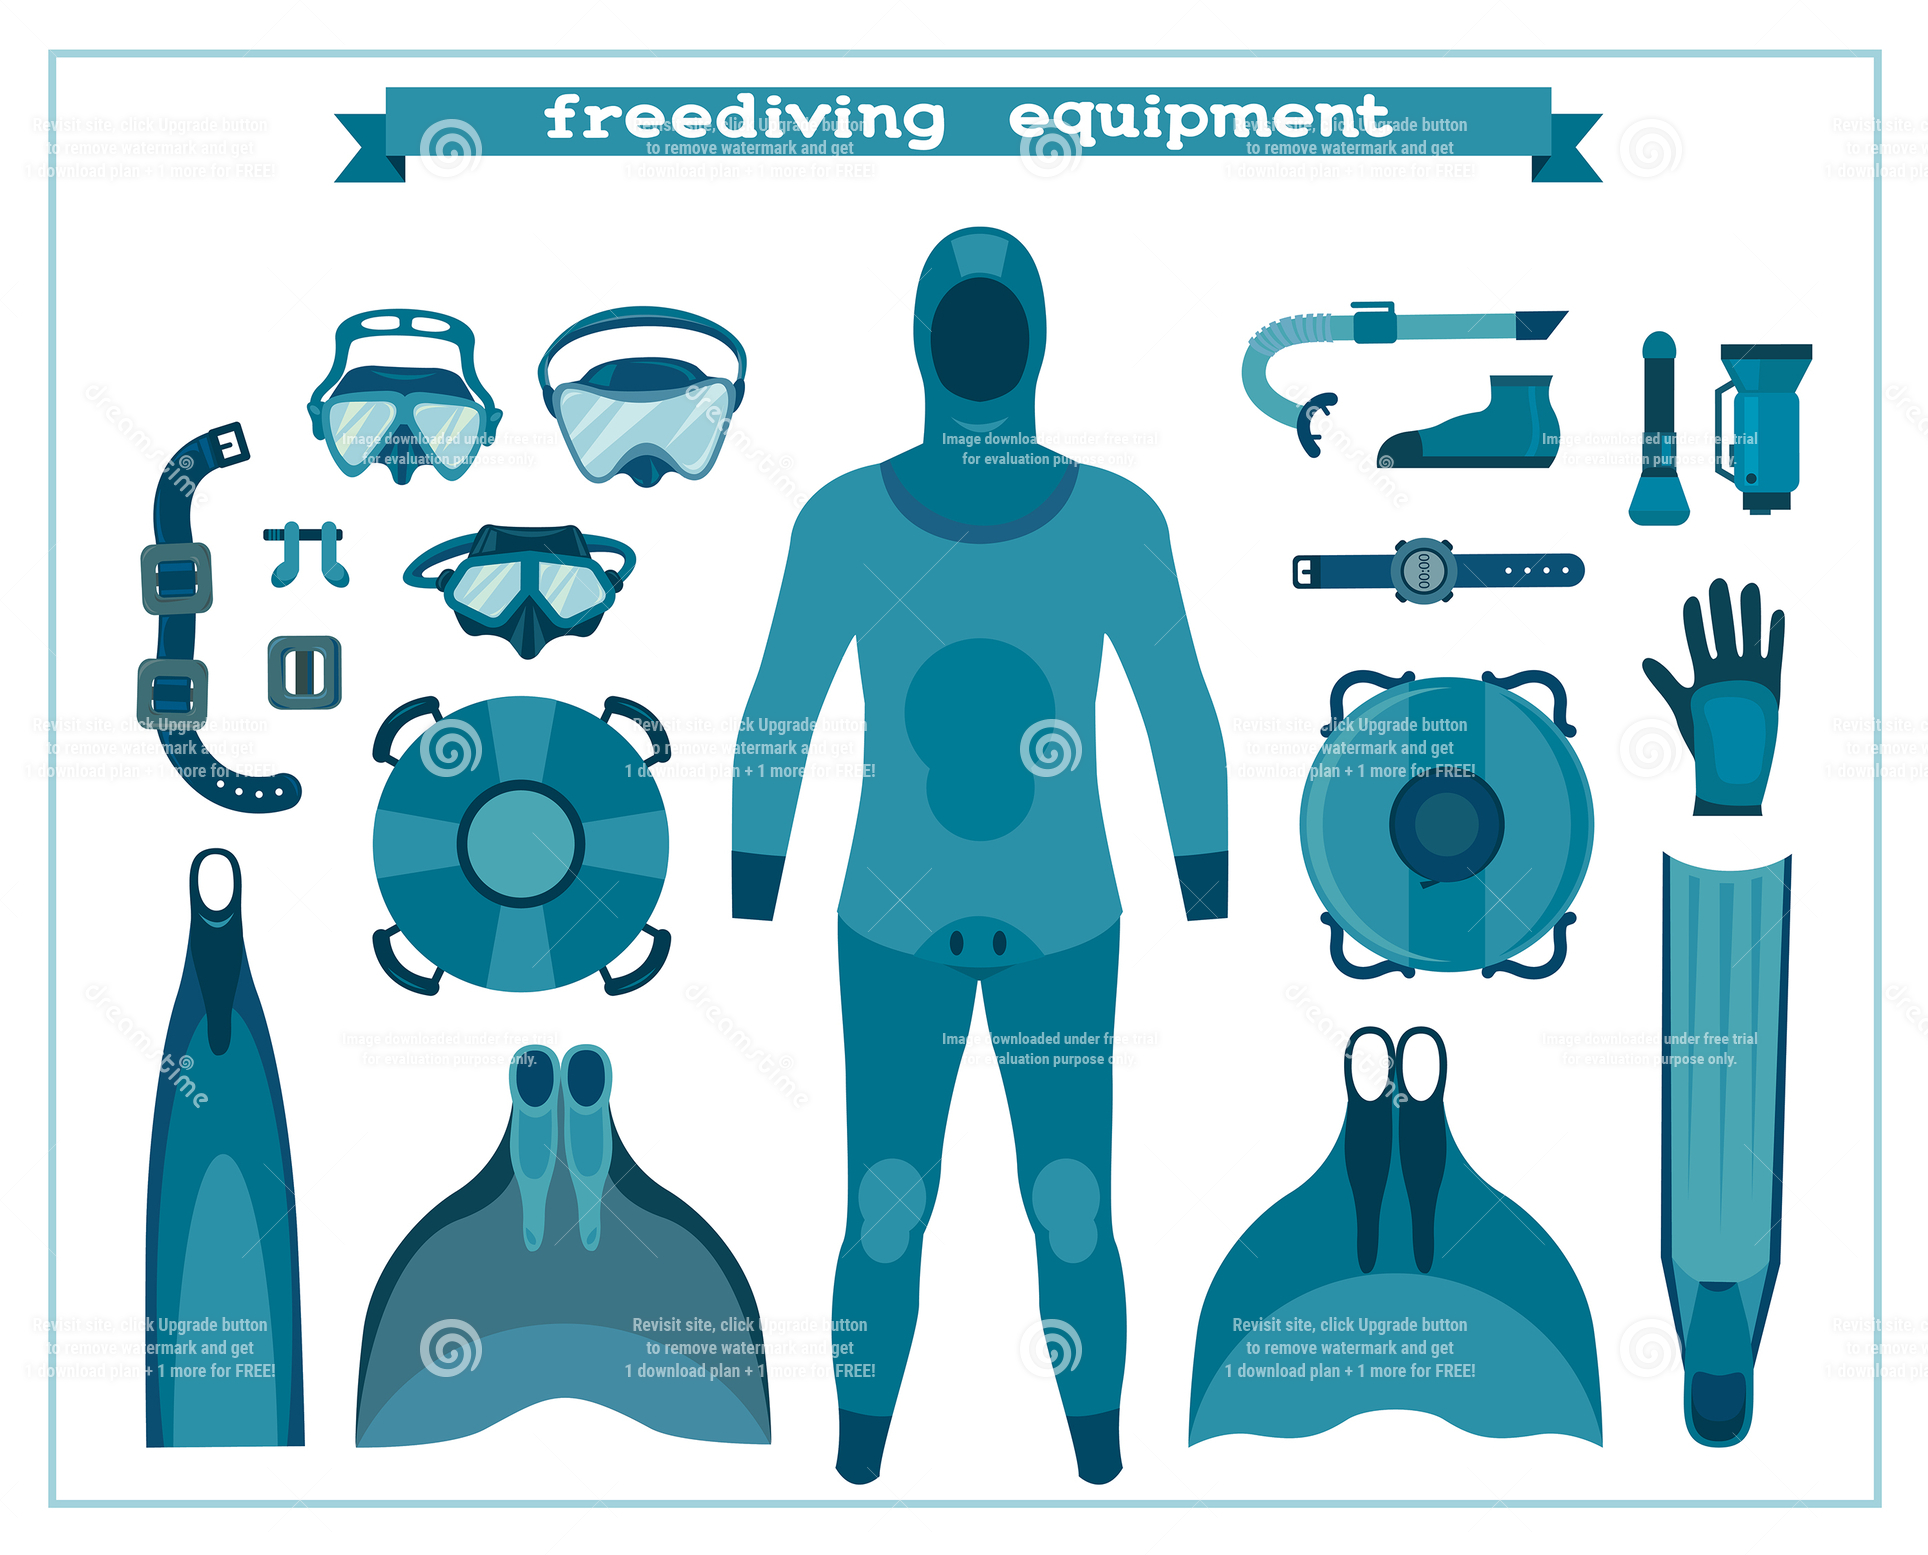 freediving equipment
Revisit site, click Upgrade button
to remove watermark and get
1 download plan + 1 more for FREE!
Revisit site, click Upgrade button
to remove watermark and get
1 download plan + 1 more for FREE!
Revisit site, click Upgrade button
to remove watermark and get
1 download plan + 1 more for FREE!
dreamstime
dreamstime
dreamstime
Image downloaded under free trial
for evaluation purpose only.
Image downloaded under free trial
for evaluation purpose only.
Image downloaded under free trial
for evaluation purpose only.
00:00
Revisit site, click Upgrade button
to remove watermark and get
1 download plan + 1 more for FREE!
Revisit site, click Upgrade button
to remove watermark and get
1 download plan + 1 more for FREE!
Revisit site, click Upgrade button
to remove watermark and get
1 download plan + 1 more for FREE!
dreamstime
dreamstime
dreamstime
Image downloaded under free trial
for evaluation purpose only.
Image downloaded under free trial
for evaluation purpose only.
Image downloaded under free trial
for evaluation purpose only.
Revisit site, click Upgrade button
to remove watermark and get
1 download plan + 1 more for FREE!
Revisit site, click Upgrade button
to remove watermark and get
1 download plan + 1 more for FREE!
Revisit site, click Upgrade button
to remove watermark and get
1 download plan + 1 more for FREE!